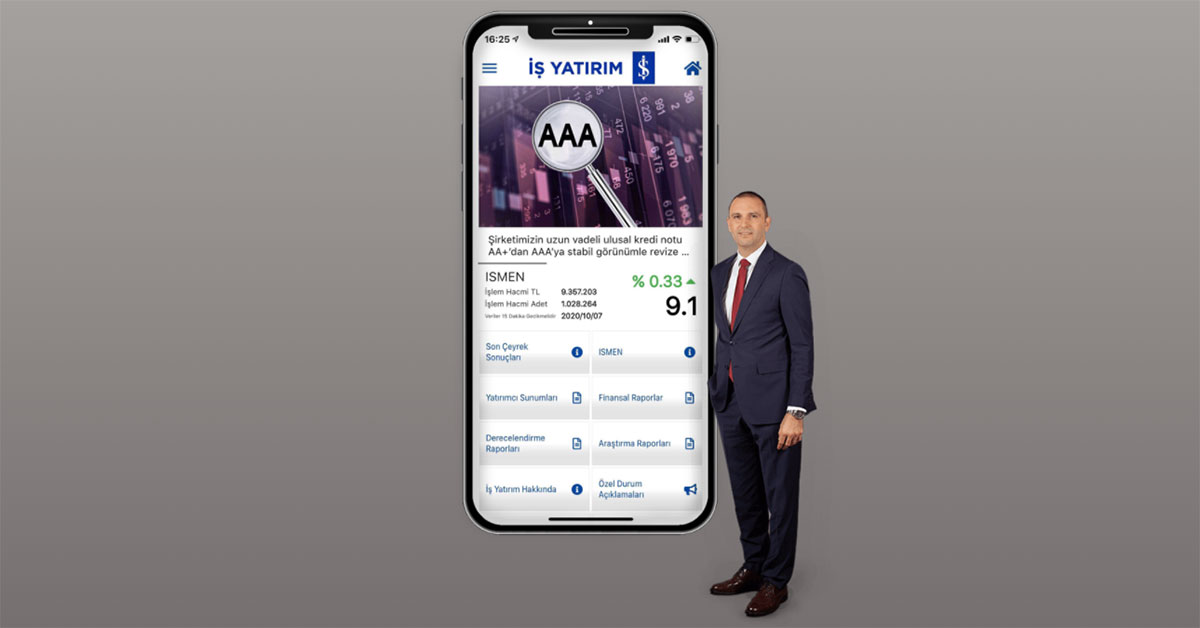 16:25
İŞ YATIRIM
AAA
Şirketimizin uzun vadeli ulusal kredi notu
AA+'dan AAA'ya stabil görünümle revize ...
ISMEN
% 0.33
İşlem Hacmi TL 9.357.203
İşlem Hacmi Adet 1.028.264
9.1
Veriler 15 Dakika Gecikmelidir 2020/10/07
Son Çeyrek
Sonuçları
ISMEN
Yatırımcı Sunumları
Finansal Raporlar
Derecelendirme
Raporları
Araştırma Raporları
İş Yatırım Hakkında
Özel Durum
Açıklamaları